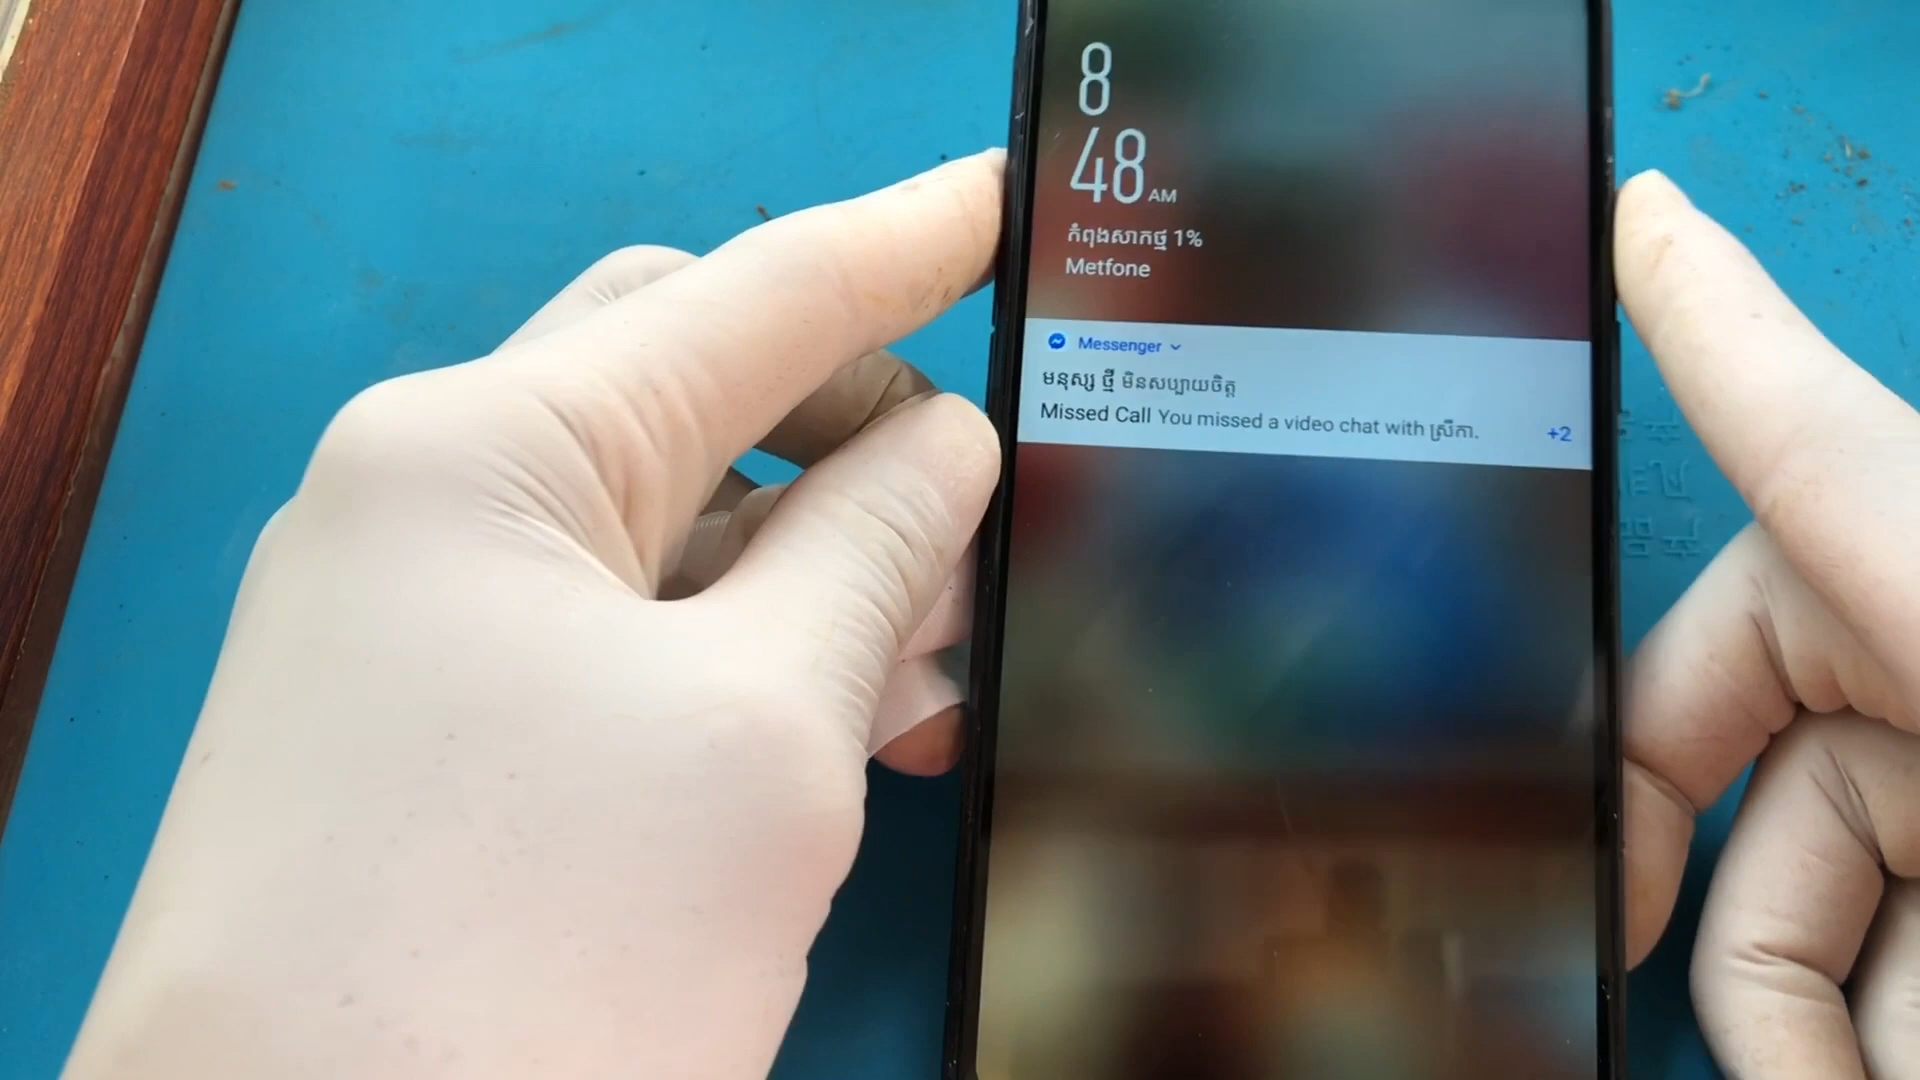 8
48 AM
កំពុងសាកថ្ម 1%
Metfone
Messenger
មនុស្ស ថ្មី មិនសប្បាយចិត្ត
Missed Call You missed a video chat with ស្រីកា.
+2